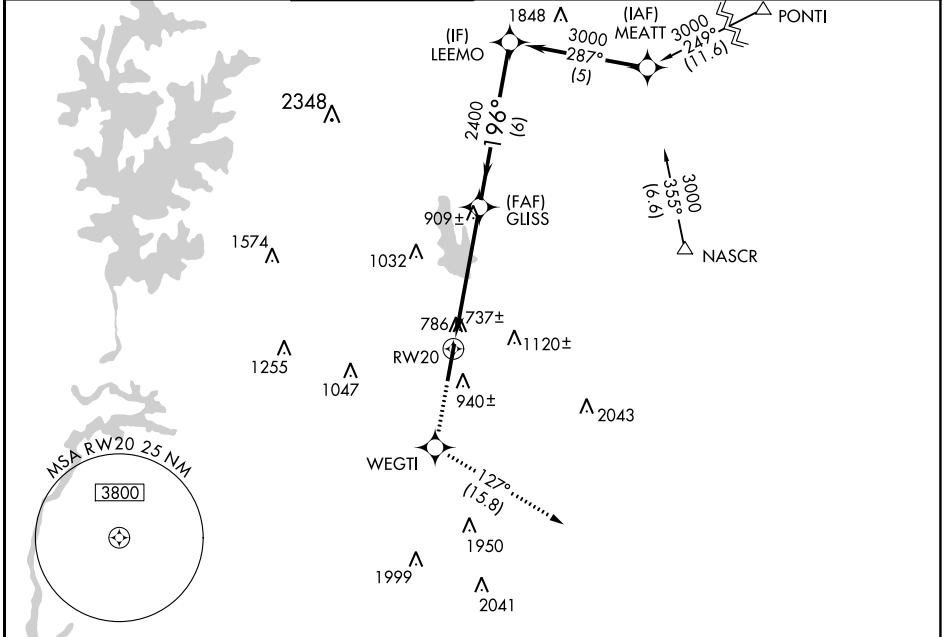 1848
(IAF)
MEATT
PONTI
(IF)
LEEMO
3000
287°
(5)
3000
249°
(11.6)
2348
2400
196°
(6)
(FAF)
GLISS
909±
3000
355°
(6.6)
NASCR
1574
1032
786
737±
RW20
1120±
1255
1047
940±
2043
WEGTI
127°
(15.8)
MSA RW20 25 NM
3800
1950
1999
2041